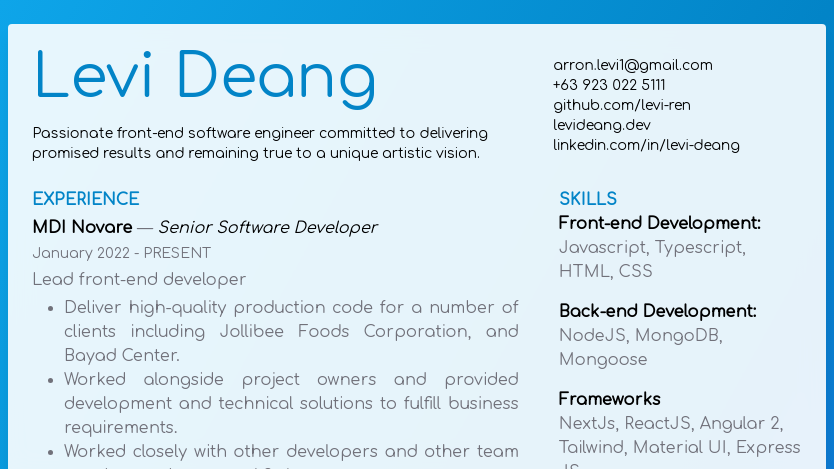 Levi Deang
Passionate front-end software engineer committed to delivering
promised results and remaining true to a unique artistic vision.
arron.levi1@gmail.com
+63 923 022 5111
github.com/levi-ren
levideang.dev
linkedin.com/in/levi-deang
EXPERIENCE
MDI Novare — Senior Software Developer
January 2022 - PRESENT
Lead front-end developer
• Deliver high-quality production code for a number of
clients including Jollibee Foods Corporation, and
Bayad Center.
• Worked alongside project owners and provided
development and technical solutions to fulfill business
requirements.
• Worked closely with other developers and other team
SKILLS
Front-end Development:
Javascript, Typescript,
HTML, CSS
Back-end Development:
NodeJS, MongoDB,
Mongoose
Frameworks
NextJs, ReactJS, Angular 2,
Tailwind, Material UI, Express